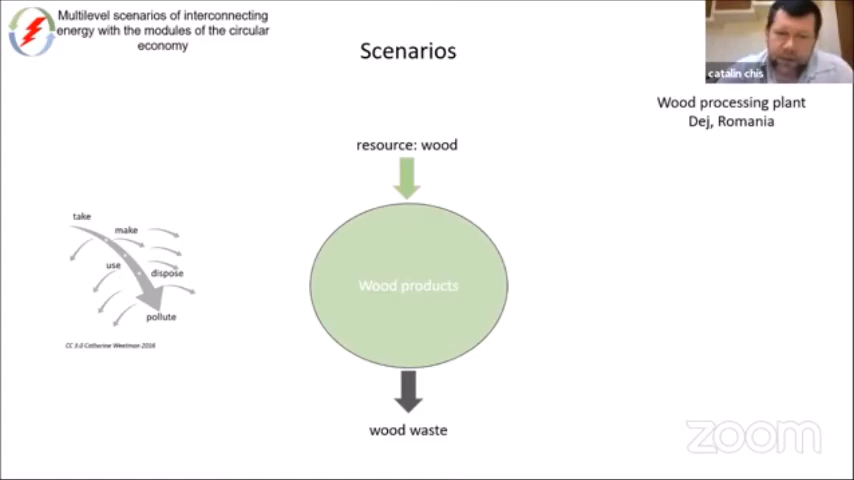 Multilevel scenarios of interconnecting
energy with the modules of the circular
economy
Scenarios
catalin chis
Wood processing plant
Dej, Romania
resource: wood
take
make
use
dispose
pollute
CC 3.0 Catherine Weetman 2016
Wood products
wood waste
zoom